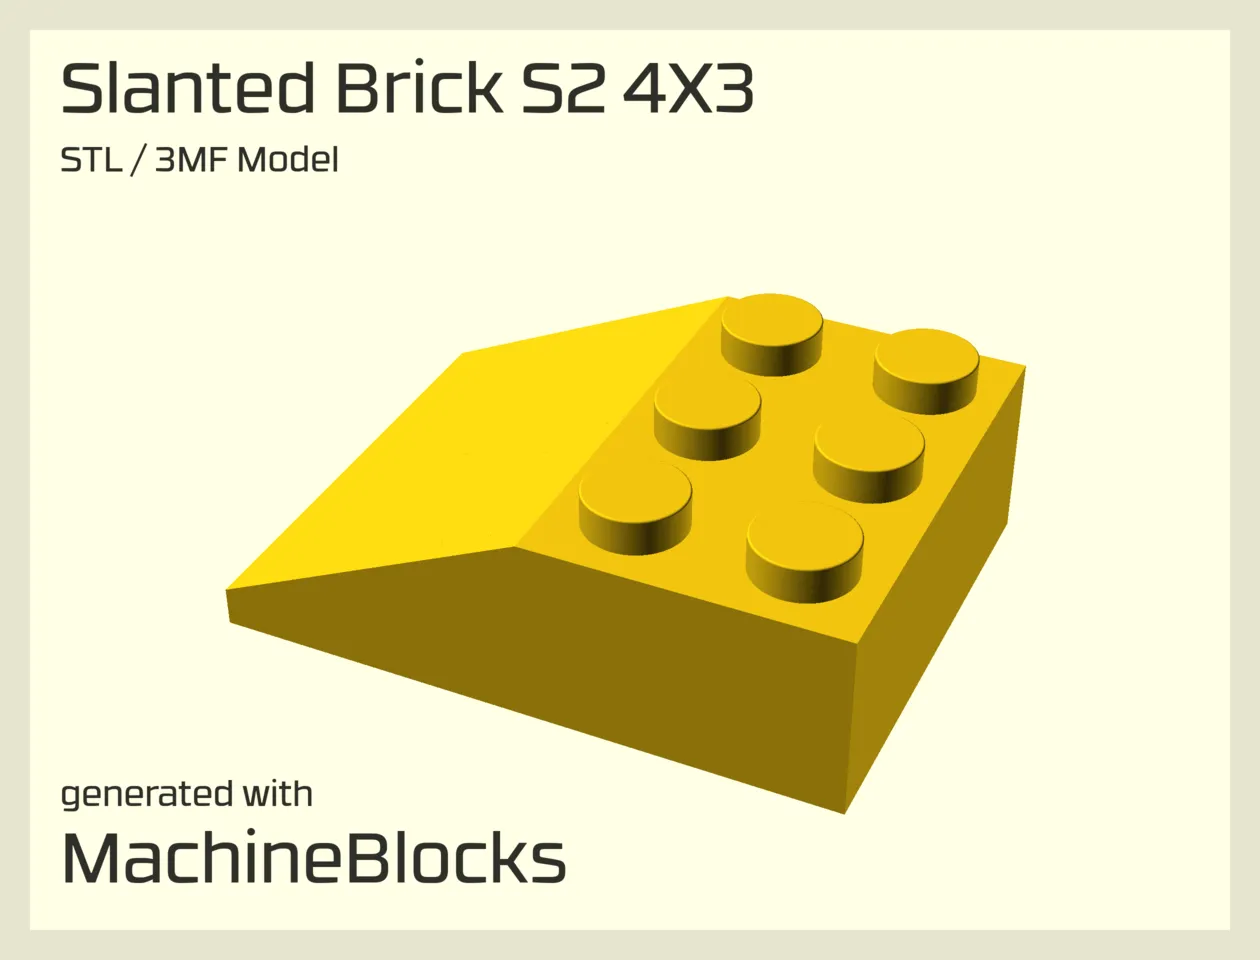 Slanted Brick S2 4X3
STL / 3MF Model
generated with
MachineBlocks